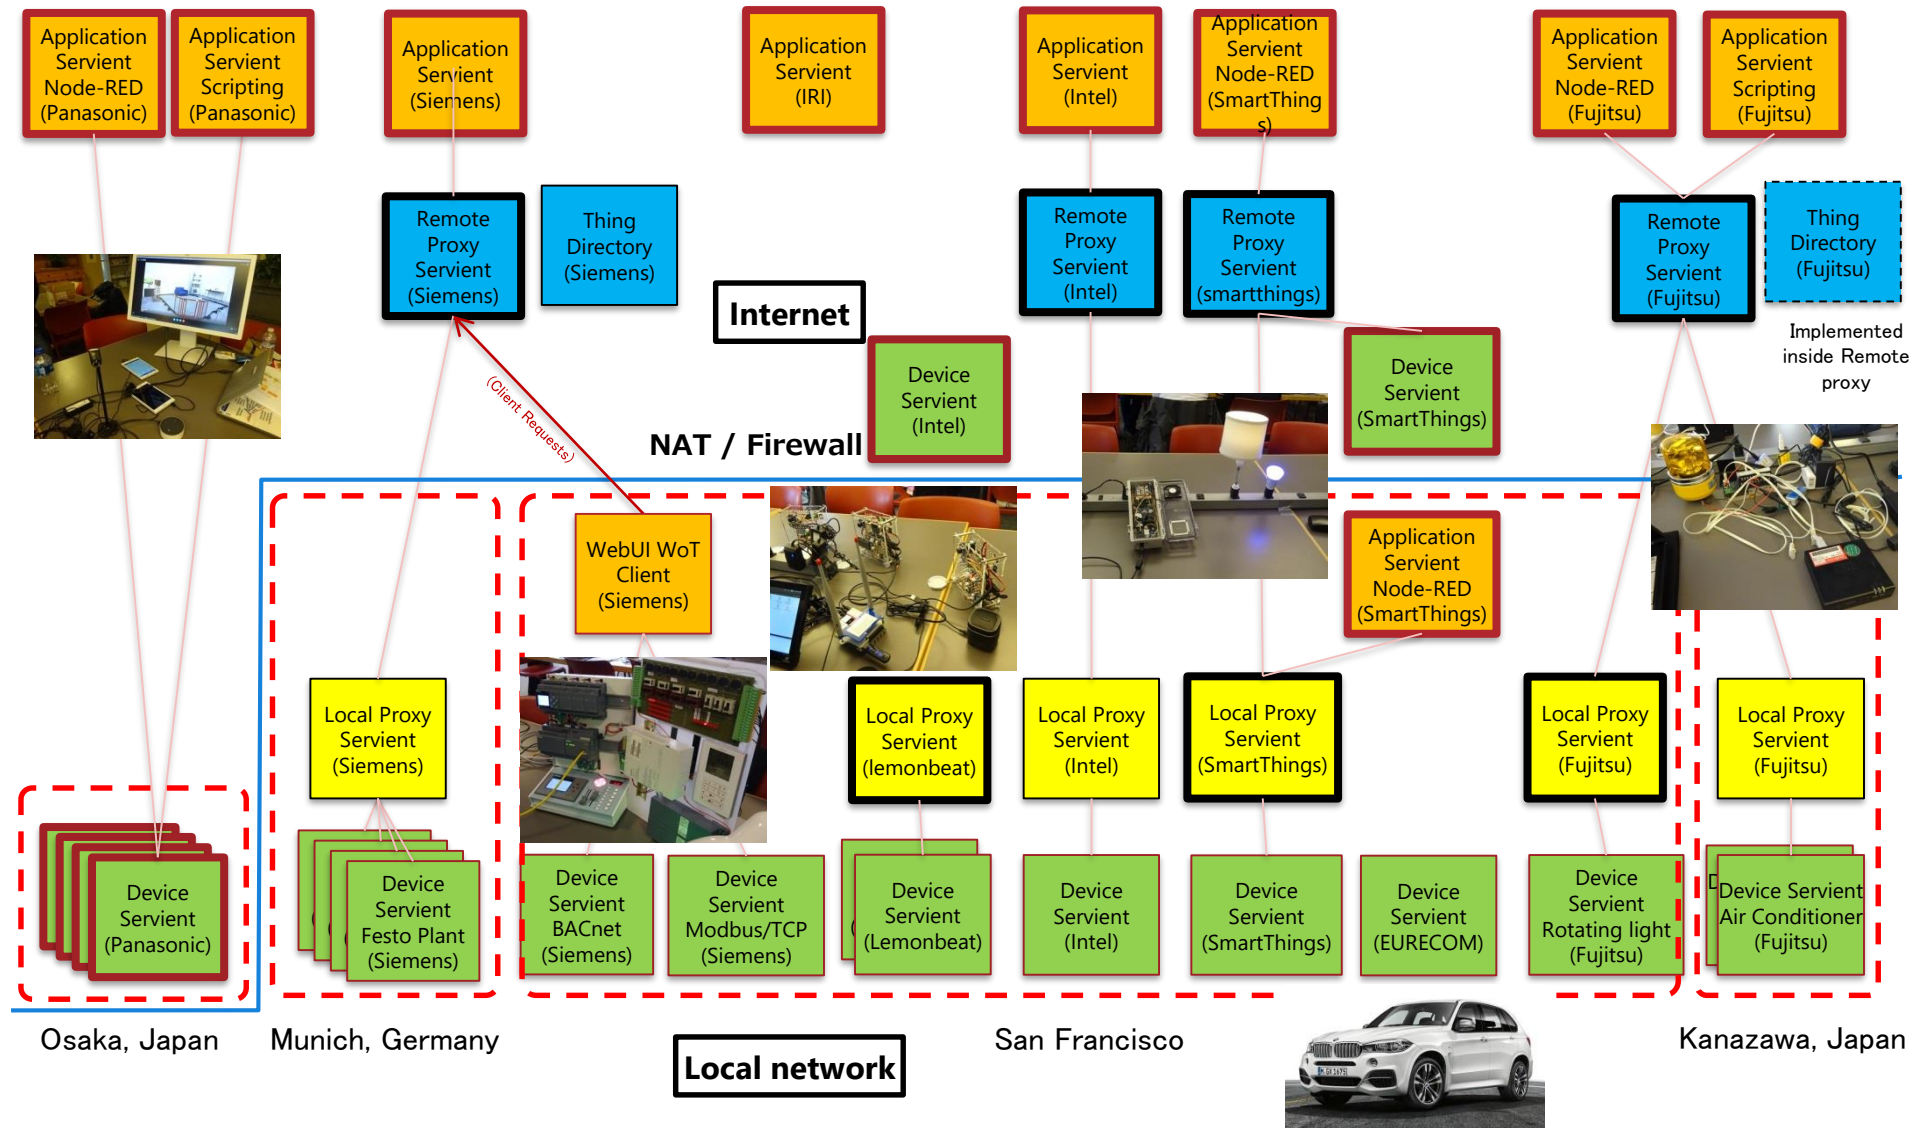 Application
Servient
Node-RED
(Panasonic)
Application
Servient
Scripting
(Panasonic)
Application
Servient
(Siemens)
Application
Servient
(IRI)
Application
Servient
(Intel)
Application
Servient
Node-RED
(SmartThing
s)
Application
Servient
Node-RED
(Fujitsu)
Application
Servient
Scripting
(Fujitsu)
Remote
Proxy
Servient
(Siemens)
Thing
Directory
(Siemens)
Remote
Proxy
Servient
(Intel)
Remote
Proxy
Servient
(smartthings)
Remote
Proxy
Servient
(Fujitsu)
Thing
Directory
(Fujitsu)
Implemented
inside Remote
proxy
Internet
(Client Requests)
Device
Servient
(Intel)
Device
Servient
(SmartThings)
NAT / Firewall
WebUI WoT
Client
(Siemens)
Application
Servient
Node-RED
(SmartThings)
Local Proxy
Servient
(Siemens)
Local Proxy
Servient
(lemonbeat)
Local Proxy
Servient
(Intel)
Local Proxy
Servient
(SmartThings)
Local Proxy
Servient
(Fujitsu)
Local Proxy
Servient
(Fujitsu)
Device
Servient
(Panasonic)
Device
Servient
Festo Plant
(Siemens)
Device
Servient
BACnet
(Siemens)
Device
Servient
Modbus/TCP
(Siemens)
Device
Servient
(Lemonbeat)
Device
Servient
(Intel)
Device
Servient
(SmartThings)
Device
Servient
(EURECOM)
Device
Servient
Rotating light
(Fujitsu)
Device Servient
Air Conditioner
(Fujitsu)
Osaka, Japan
Munich, Germany
San Francisco
Kanazawa, Japan
Local network